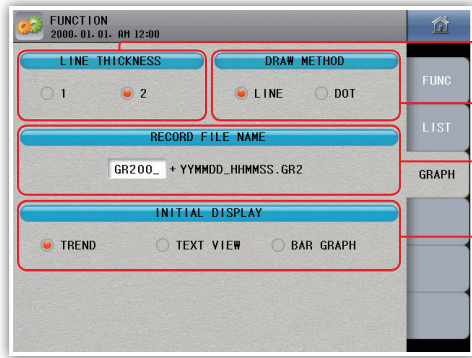 FUNCTION
2000.01.01. AM 12:00
LINE THICKNESS
DRAW METHOD
1
2
LINE
DOT
RECORD FILE NAME
GR200_ + YYMMDD_HHMMSS.GR2
INITIAL DISPLAY
TREND
TEXT VIEW
BAR GRAPH
FUNC
LIST
GRAPH